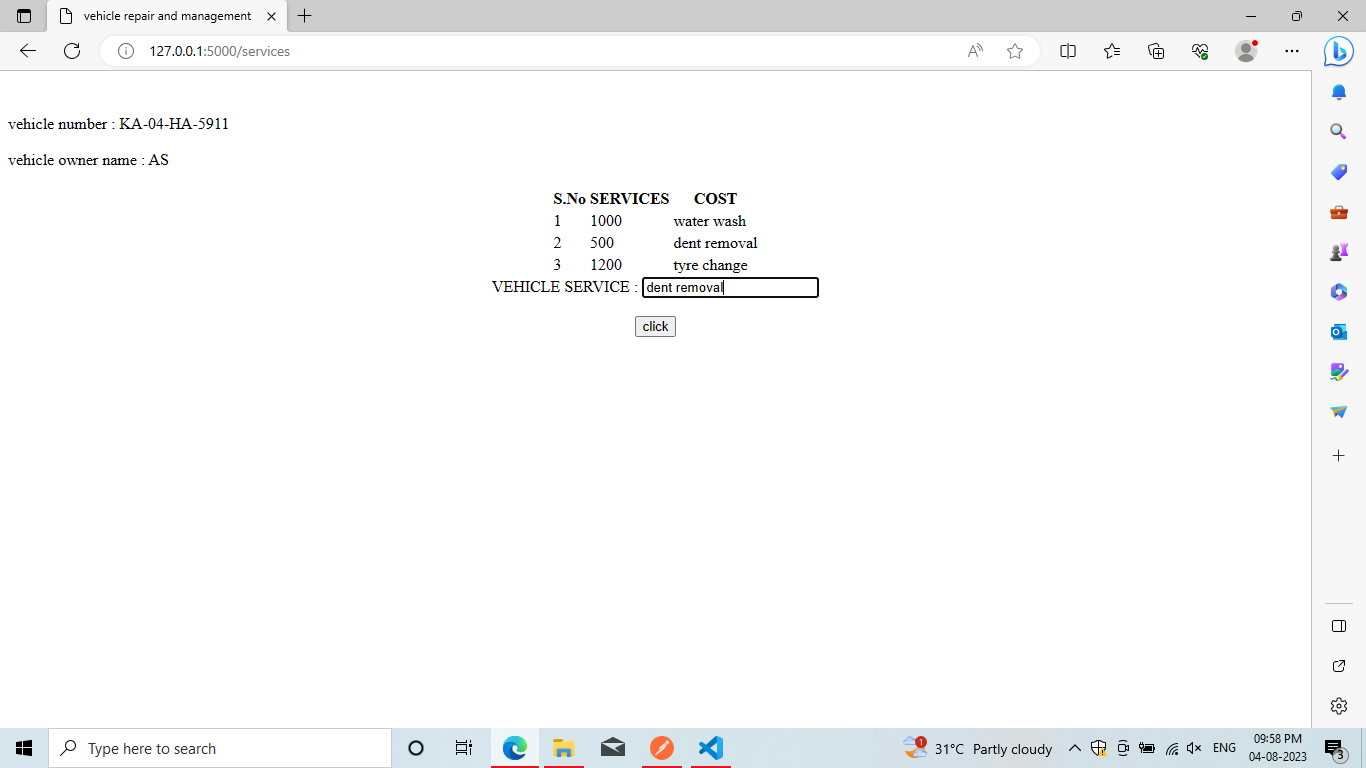 vehicle repair and management
127.0.0.1:5000/services
vehicle number : KA-04-HA-5911
vehicle owner name : AS
S.No SERVICES COST
1 1000 water wash
2 500 dent removal
3 1200 tyre change
VEHICLE SERVICE : dent removal
click
Type here to search
1 31°C Partly cloudy ENG 09:58 PM
04-08-2023 3